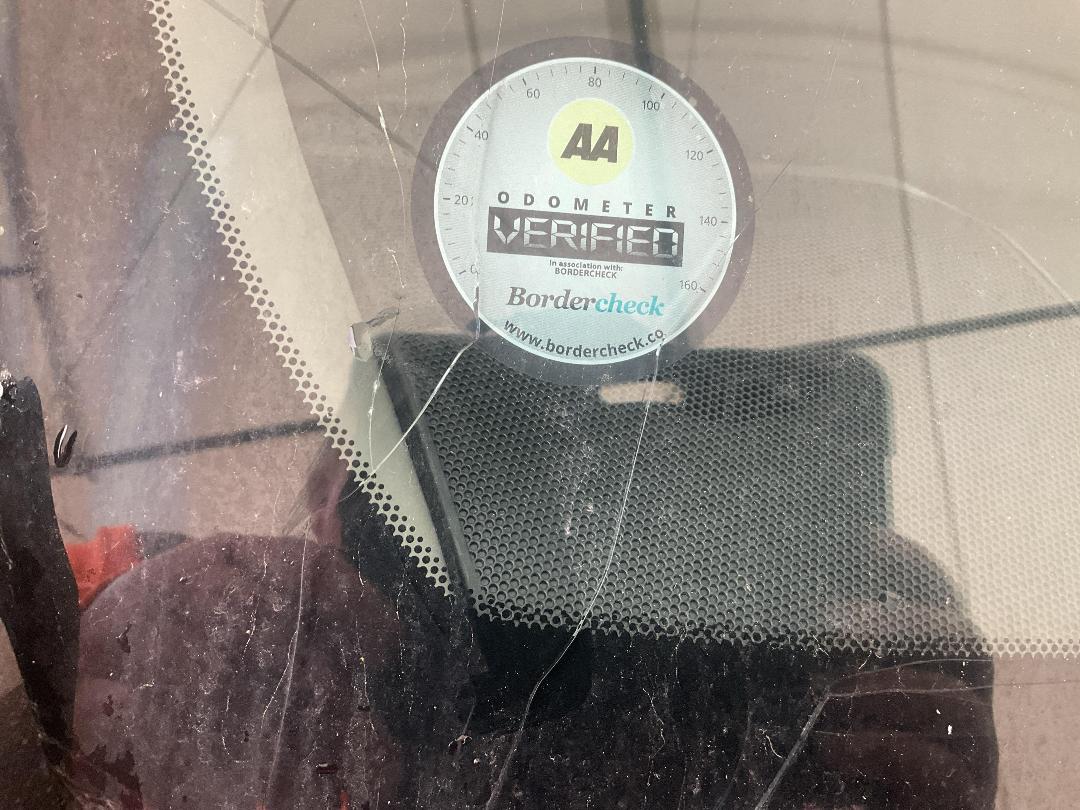 0 20 40 60 80 100 120 140 160
AA
ODOMETER
VERIFIED
In association with:
BORDERCHECK
Bordercheck
www.bordercheck.co